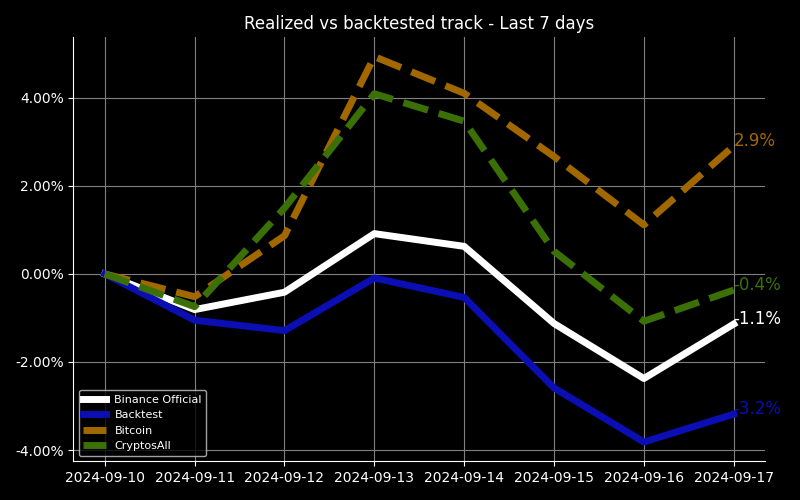 Realized vs backtested track - Last 7 days
4.00%
2.00%
0.00%
-2.00%
-4.00%
2.9%
-0.4%
-1.1%
-3.2%
Binance Official
Backtest
Bitcoin
CryptosAll
2024-09-10 2024-09-11 2024-09-12 2024-09-13 2024-09-14 2024-09-15 2024-09-16 2024-09-17